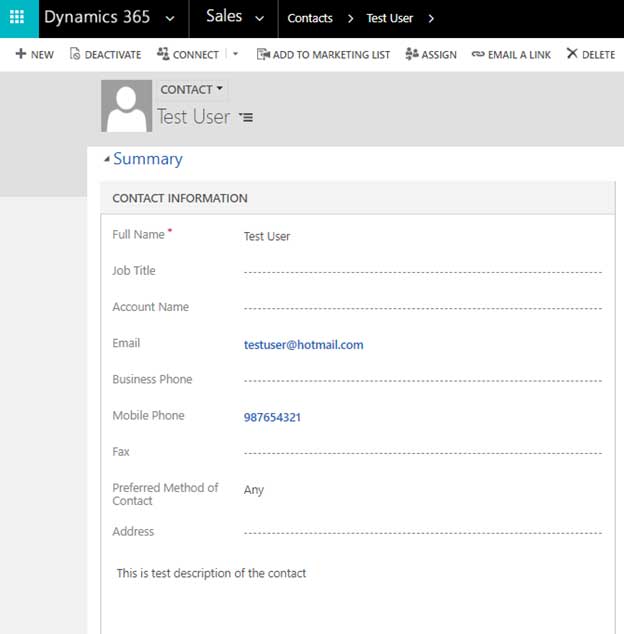 Dynamics 365 Sales Contacts > Test User >
+ NEW DEACTIVATE CONNECT ADD TO MARKETING LIST ASSIGN EMAIL A LINK DELETE
CONTACT
Test User
Summary
CONTACT INFORMATION
Full Name * Test User
Job Title
Account Name
Email testuser@hotmail.com
Business Phone
Mobile Phone 987654321
Fax
Preferred Method of
Contact Any
Address
This is test description of the contact